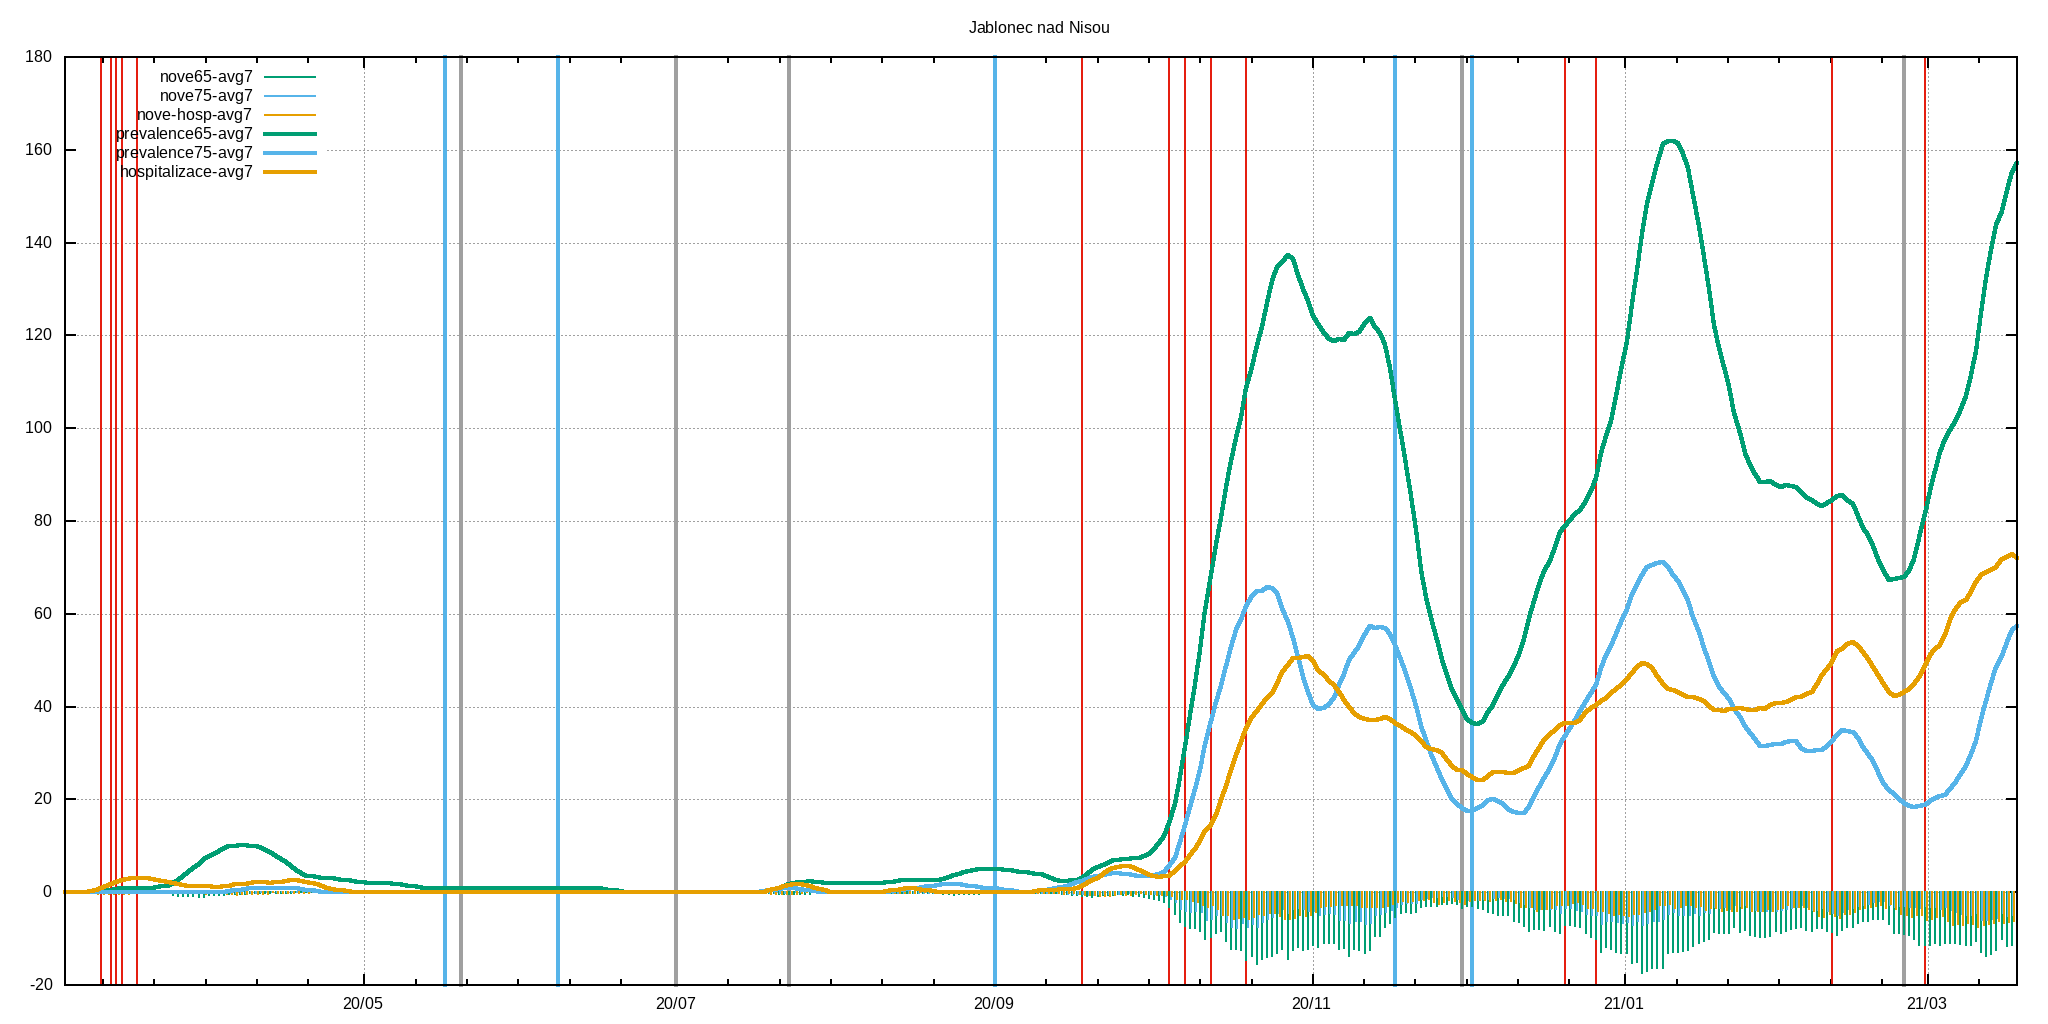 Jablonec nad Nisou
180
160
140
120
100
80
60
40
20
0
-20
nove65-avg7
nove75-avg7
nove-hosp-avg7
prevalence65-avg7
prevalence75-avg7
hospitalizace-avg7
20/05 20/07 20/09 20/11 21/01 21/03